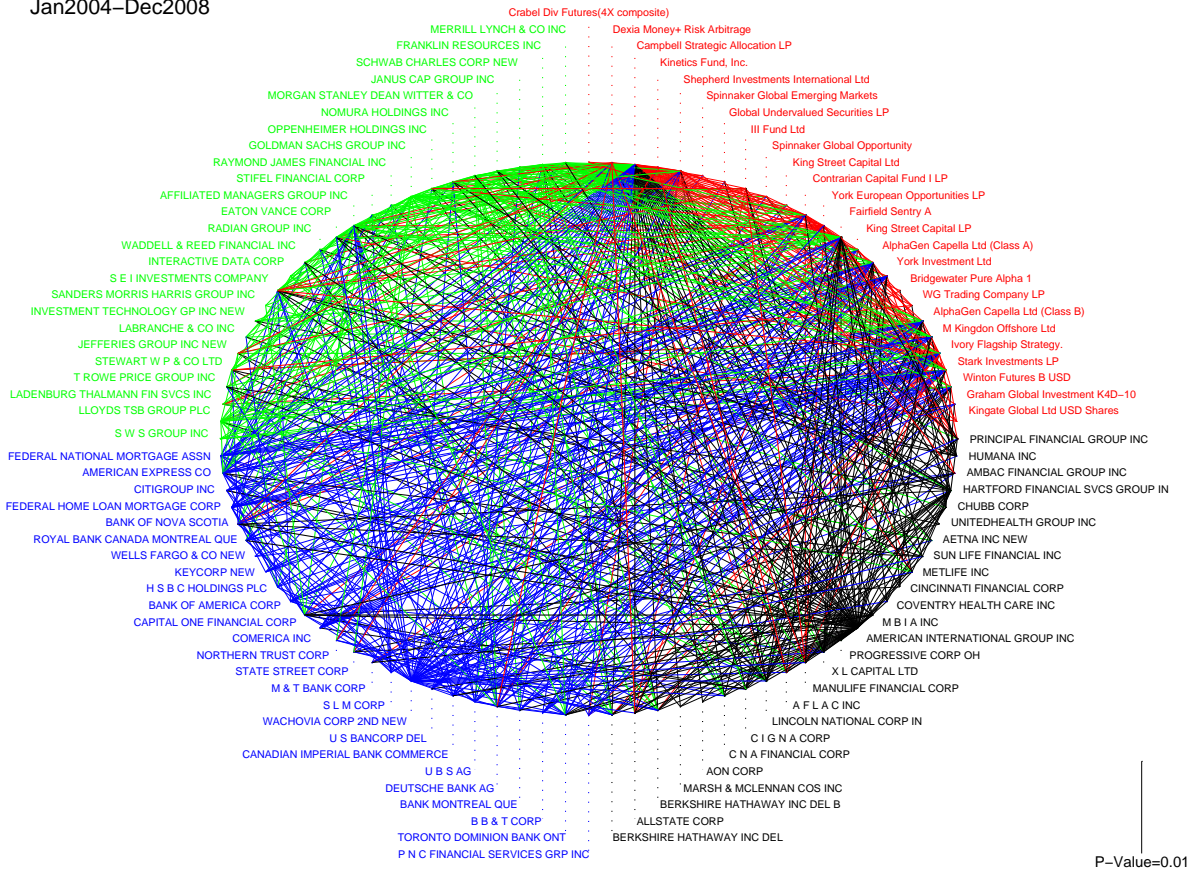 Jan2004−Dec2008
Crabel Div Futures(4X composite)
MERRILL LYNCH & CO INC
FRANKLIN RESOURCES INC
SCHWAB CHARLES CORP NEW
JANUS CAP GROUP INC
MORGAN STANLEY DEAN WITTER & CO
NOMURA HOLDINGS INC
OPPENHEIMER HOLDINGS INC
GOLDMAN SACHS GROUP INC
RAYMOND JAMES FINANCIAL INC
STIFEL FINANCIAL CORP
AFFILIATED MANAGERS GROUP INC
EATON VANCE CORP
RADIAN GROUP INC
WADDELL & REED FINANCIAL INC
INTERACTIVE DATA CORP
S E I INVESTMENTS COMPANY
SANDERS MORRIS HARRIS GROUP INC
INVESTMENT TECHNOLOGY GP INC NEW
LABRANCHE & CO INC
JEFFERIES GROUP INC NEW
STEWART W P & CO LTD
T ROWE PRICE GROUP INC
LADENBURG THALMANN FIN SVCS INC
LLOYDS TSB GROUP PLC
S W S GROUP INC
FEDERAL NATIONAL MORTGAGE ASSN
AMERICAN EXPRESS CO
CITIGROUP INC
FEDERAL HOME LOAN MORTGAGE CORP
BANK OF NOVA SCOTIA
ROYAL BANK CANADA MONTREAL QUE
WELLS FARGO & CO NEW
KEYCORP NEW
H S B C HOLDINGS PLC
BANK OF AMERICA CORP
CAPITAL ONE FINANCIAL CORP
COMERICA INC
NORTHERN TRUST CORP
STATE STREET CORP
M & T BANK CORP
S L M CORP
WACHOVIA CORP 2ND NEW
U S BANCORP DEL
CANADIAN IMPERIAL BANK COMMERCE
U B S AG
DEUTSCHE BANK AG
BANK MONTREAL QUE
B B & T CORP
TORONTO DOMINION BANK ONT
P N C FINANCIAL SERVICES GRP INC
Dexia Money+ Risk Arbitrage
Campbell Strategic Allocation LP
Kinetics Fund, Inc.
Shepherd Investments International Ltd
Spinnaker Global Emerging Markets
Global Undervalued Securities LP
III Fund Ltd
Spinnaker Global Opportunity
King Street Capital Ltd
Contrarian Capital Fund I LP
York European Opportunities LP
Fairfield Sentry A
King Street Capital LP
AlphaGen Capella Ltd (Class A)
York Investment Ltd
Bridgewater Pure Alpha 1
WG Trading Company LP
AlphaGen Capella Ltd (Class B)
M Kingdon Offshore Ltd
Ivory Flagship Strategy.
Stark Investments LP
Winton Futures B USD
Graham Global Investment K4D−10
Kingate Global Ltd USD Shares
PRINCIPAL FINANCIAL GROUP INC
HUMANA INC
AMBAC FINANCIAL GROUP INC
HARTFORD FINANCIAL SVCS GROUP IN
CHUBB CORP
UNITEDHEALTH GROUP INC
AETNA INC NEW
SUN LIFE FINANCIAL INC
METLIFE INC
CINCINNATI FINANCIAL CORP
COVENTRY HEALTH CARE INC
M B I A INC
AMERICAN INTERNATIONAL GROUP INC
PROGRESSIVE CORP OH
X L CAPITAL LTD
MANULIFE FINANCIAL CORP
A F L A C INC
LINCOLN NATIONAL CORP IN
C I G N A CORP
C N A FINANCIAL CORP
AON CORP
MARSH & MCLENNAN COS INC
BERKSHIRE HATHAWAY INC DEL B
ALLSTATE CORP
BERKSHIRE HATHAWAY INC DEL
P−Value=0.01